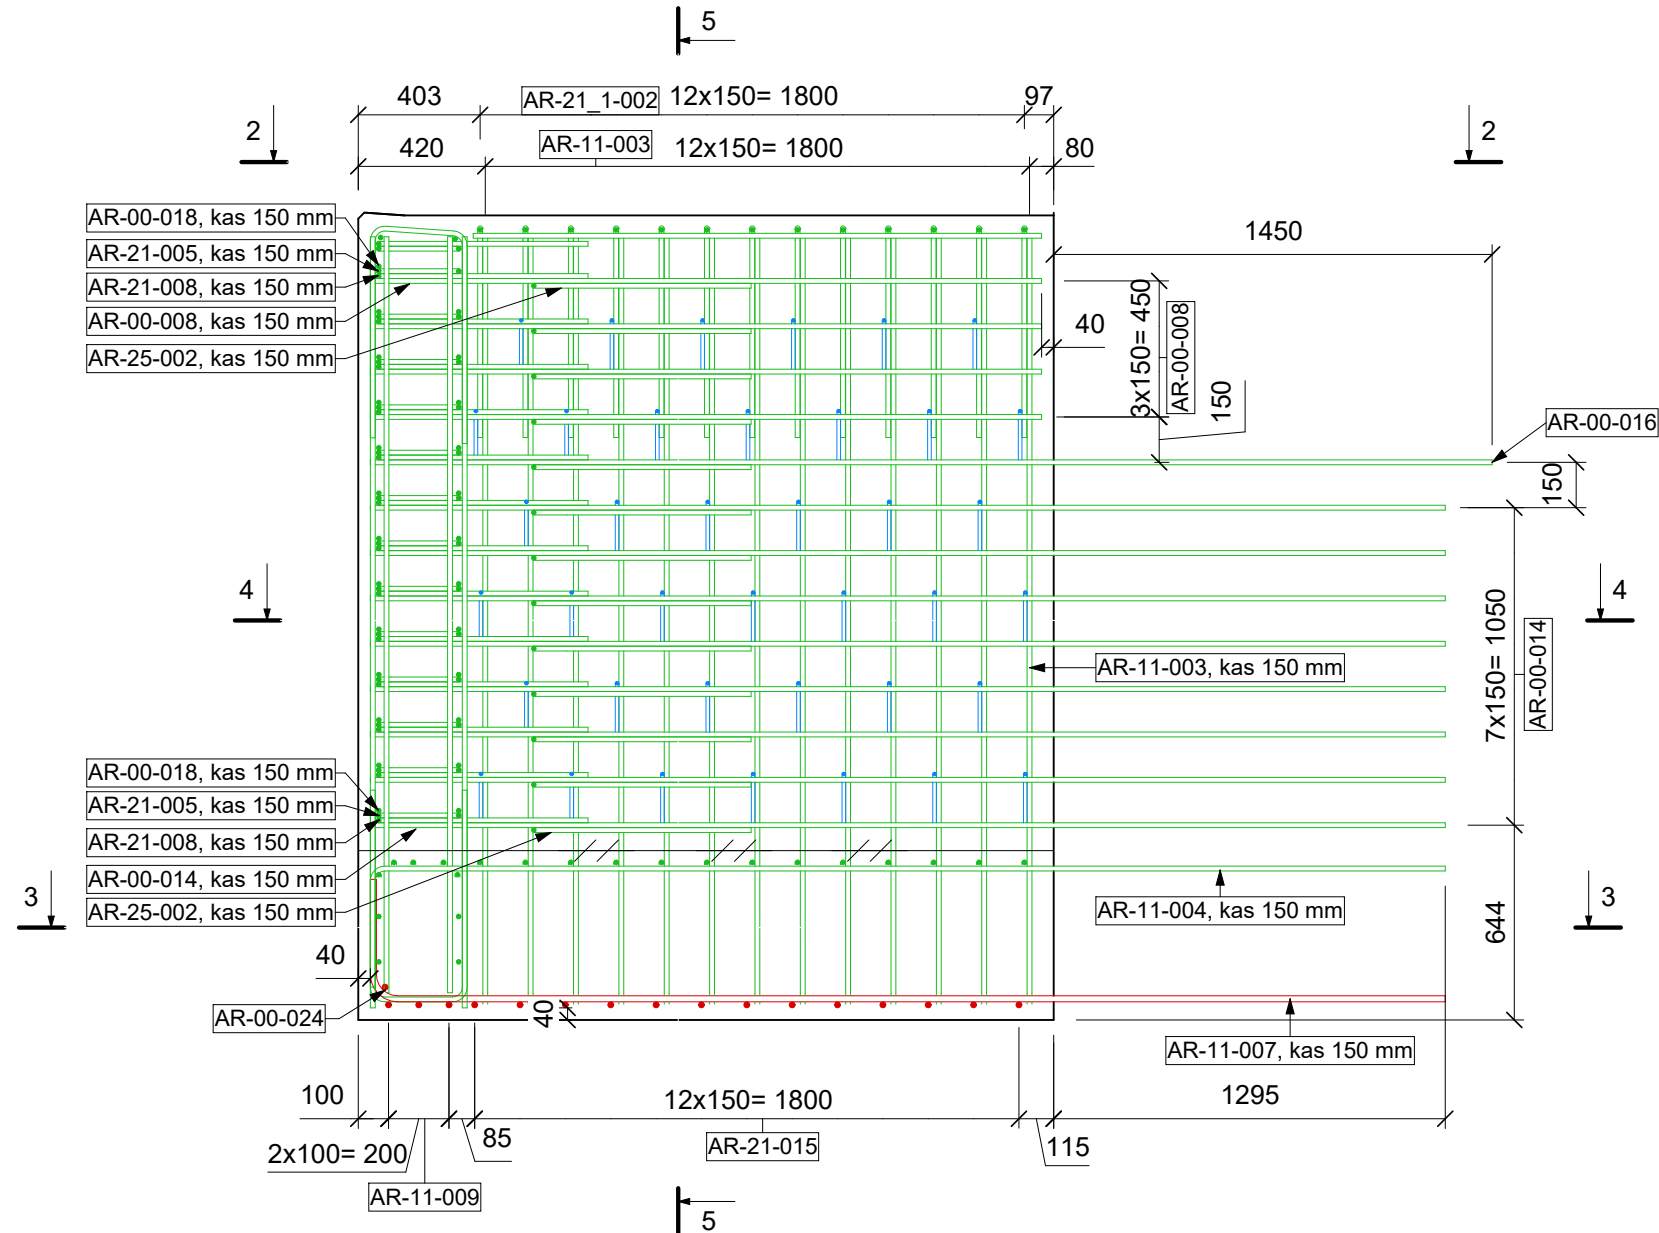 5
403
AR-21_1-002
12x150= 1800
97
2
2
420
AR-11-003
12x150= 1800
80
AR-00-018, kas 150 mm
AR-21-005, kas 150 mm
AR-21-008, kas 150 mm
AR-00-008, kas 150 mm
AR-25-002, kas 150 mm
1450
40
3x150= 450
AR-00-008
150
AR-00-016
150
4
4
7x150= 1050
AR-00-014
AR-11-003, kas 150 mm
AR-00-018, kas 150 mm
AR-21-005, kas 150 mm
AR-21-008, kas 150 mm
AR-00-014, kas 150 mm
AR-25-002, kas 150 mm
3
3
AR-11-004, kas 150 mm
644
40
AR-00-024
40
AR-11-007, kas 150 mm
100
12x150= 1800
1295
2x100= 200
85
AR-21-015
115
AR-11-009
5